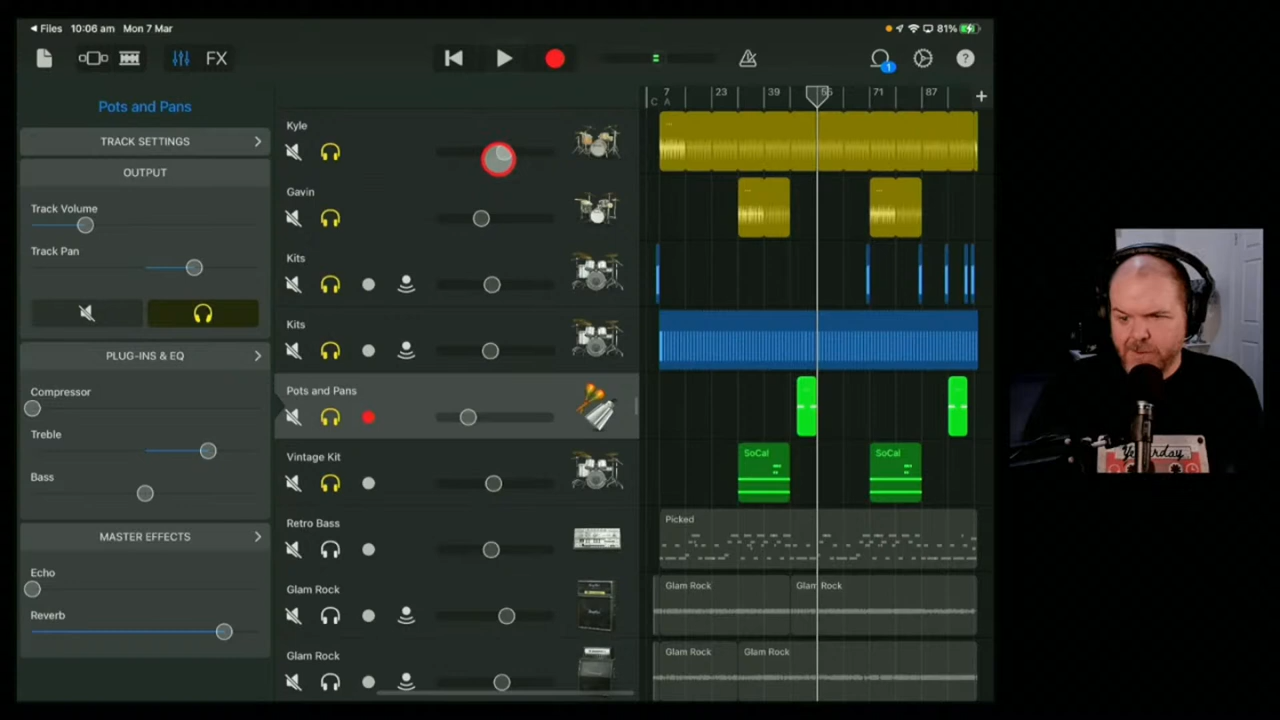 Files 10:06 am Mon 7 Mar 81%
FX 1 ?
7 23 39 55 71 87 +
C A
Pots and Pans
TRACK SETTINGS
OUTPUT
Track Volume
Track Pan
PLUG-INS & EQ
Compressor
Treble
Bass
MASTER EFFECTS
Echo
Reverb
Kyle
Gavin
Kits
Kits
Pots and Pans
Vintage Kit
Retro Bass
Glam Rock
Glam Rock
SoCal SoCal
Picked
Glam Rock Glam Rock
Glam Rock Glam Rock
Yesterday